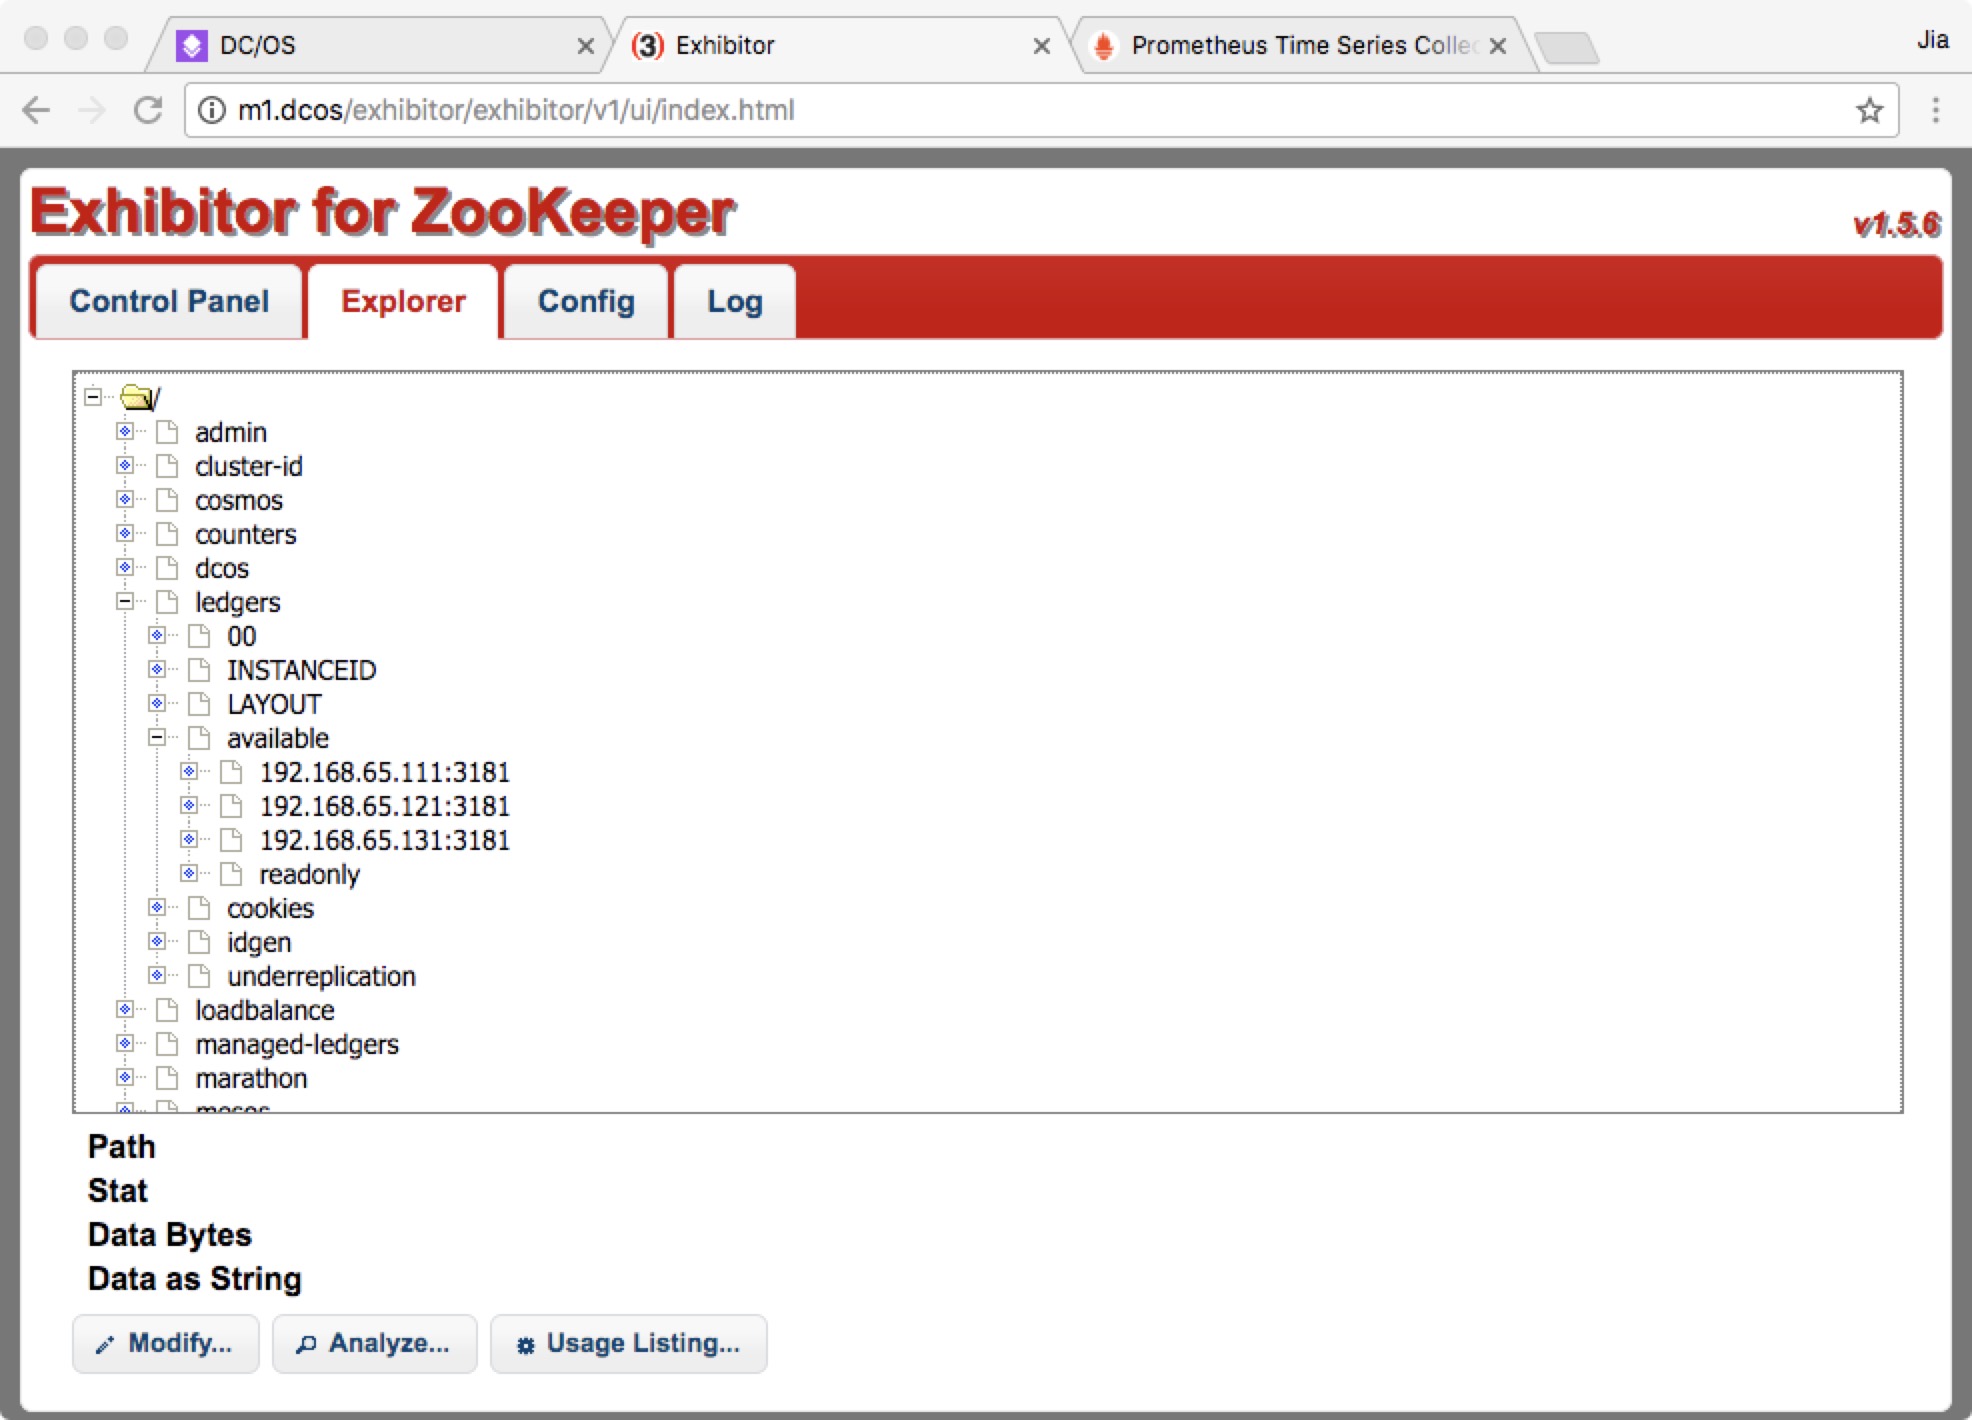 DC/OS
(3) Exhibitor
Prometheus Time Series Collec
Jia
m1.dcos/exhibitor/exhibitor/v1/ui/index.html
Exhibitor for ZooKeeper
v1.5.6
Control Panel
Explorer
Config
Log
/
admin
cluster-id
cosmos
counters
dcos
ledgers
00
INSTANCEID
LAYOUT
available
192.168.65.111:3181
192.168.65.121:3181
192.168.65.131:3181
readonly
cookies
idgen
underreplication
loadbalance
managed-ledgers
marathon
mesos
Path
Stat
Data Bytes
Data as String
Modify...
Analyze...
Usage Listing...